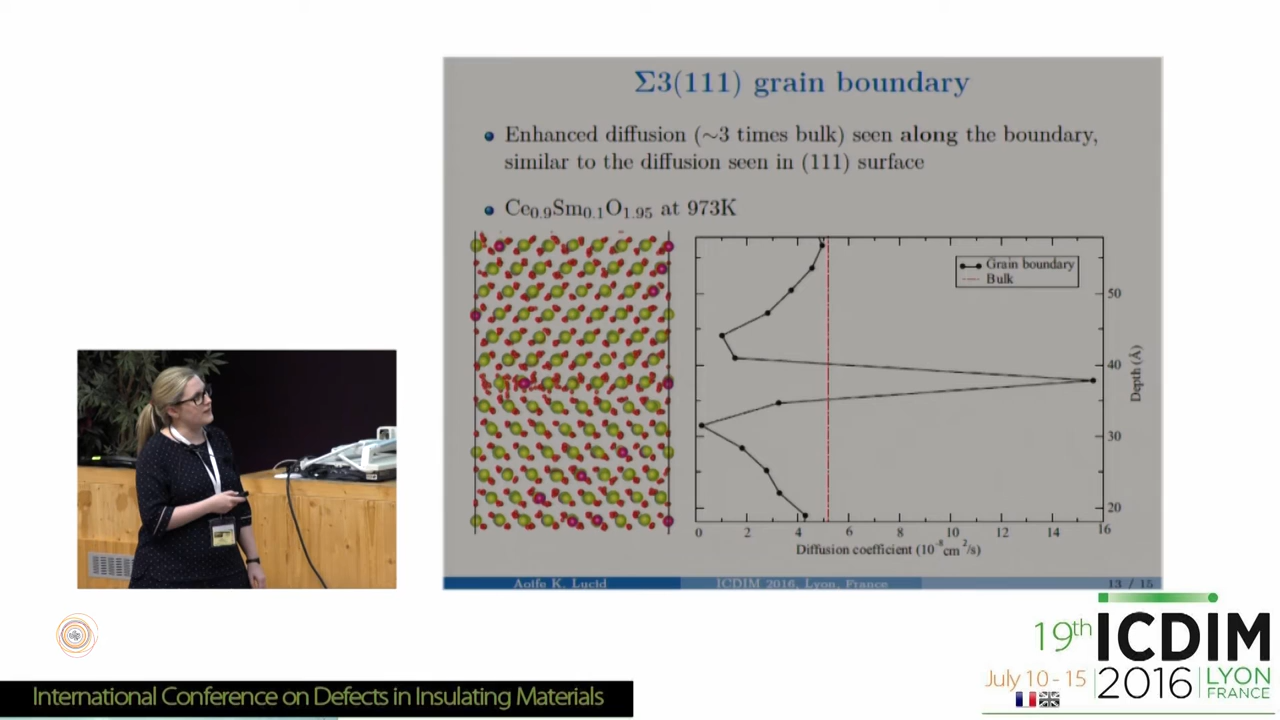 Σ3(111) grain boundary
Enhanced diffusion (∼3 times bulk) seen along the boundary,
similar to the diffusion seen in (111) surface
Ce0.9Sm0.1O1.95 at 973K
Grain boundary
Bulk
50
40
30
20
Depth (Å)
0 2 4 6 8 10 12 14 16
Diffusion coefficient (10⁻⁸cm²/s)
Aoife K. Lucid ICDIM 2016, Lyon, France 13 / 15
19th ICDIM
July 10 - 15 2016 LYON
FRANCE
International Conference on Defects in Insulating Materials